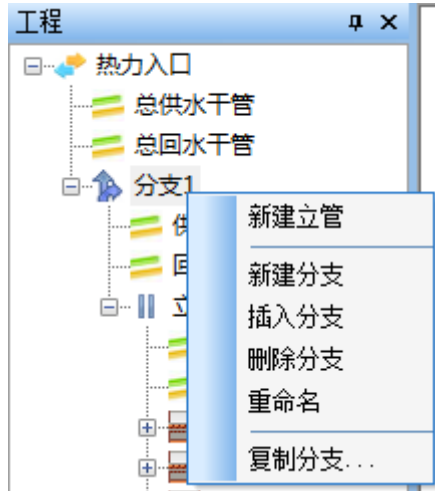 工程
热力入口
总供水干管
总回水干管
分支1
供
回
立
新建立管
新建分支
插入分支
删除分支
重命名
复制分支...